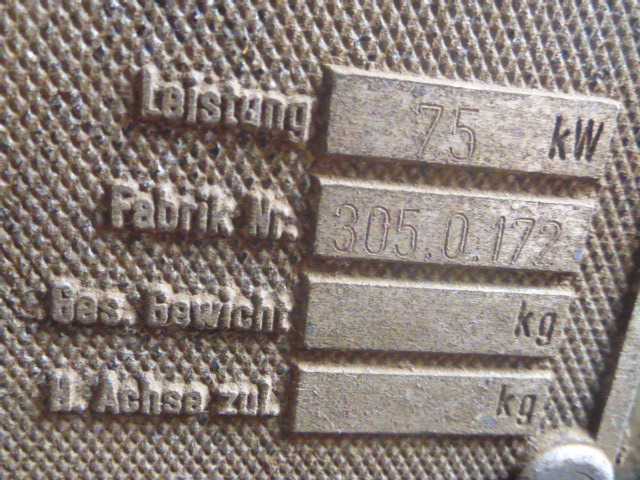 Leistung 75 kW
Fabrik Nr. 305.0.172
Ges. Gewicht kg
H. Achse zul. kg